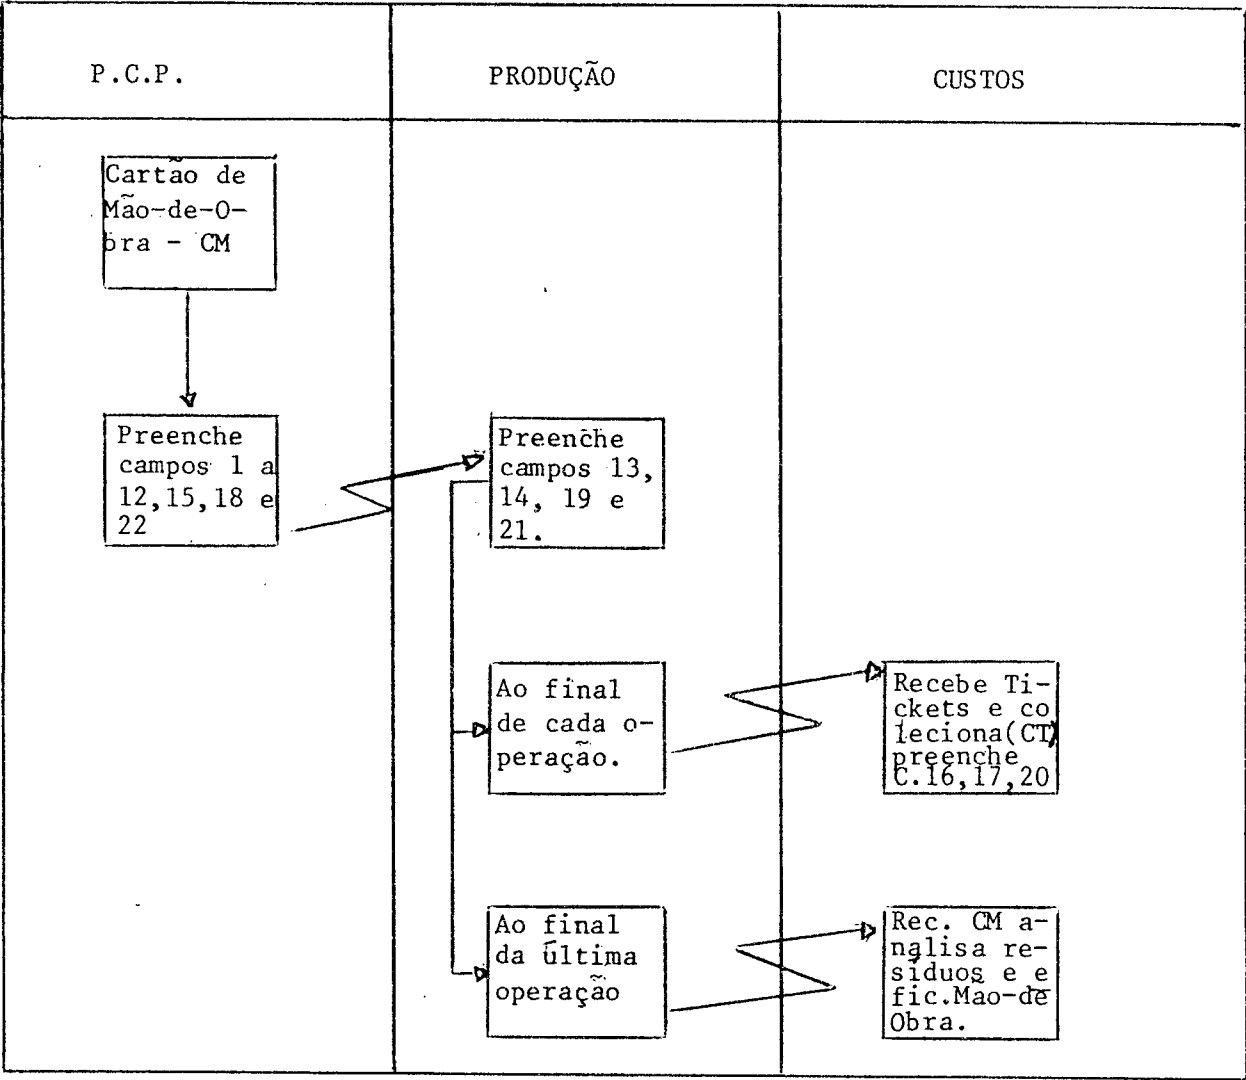 P.C.P.
PRODUÇÃO
CUSTOS
Cartão de
Mão-de-O-
bra - CM
Preenche
campos 1 a
12,15,18 e
22
Preenche
campos 13,
14, 19 e
21.
Ao final
de cada o-
peração.
Recebe Ti-
ckets e co
leciona(CT)
preenche
C.16,17,20
Ao final
da última
operação
Rec. CM a-
nalisa re-
síduos e e
fic.Mão-de
Obra.